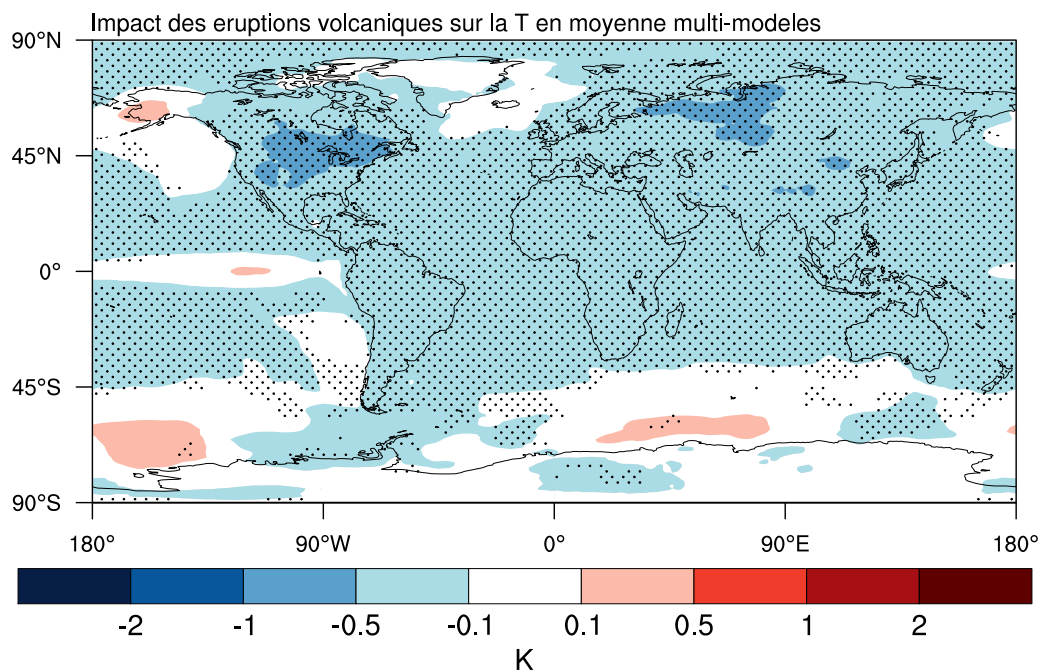 Impact des eruptions volcaniques sur la T en moyenne multi-modeles
90°N
45°N
0°
45°S
90°S
180° 90°W 0° 90°E 180°
-2 -1 -0.5 -0.1 0.1 0.5 1 2
K